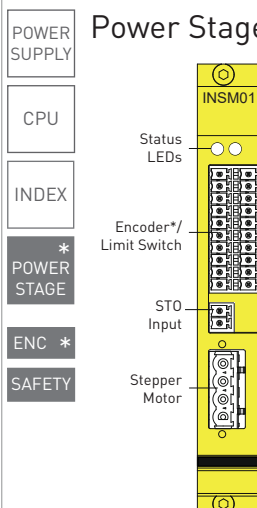 POWER
SUPPLY
CPU
INDEX
*
POWER
STAGE
ENC *
SAFETY
Power Stage
INSM01
Status
LEDs
Encoder*/
Limit Switch
STO
Input
Stepper
Motor